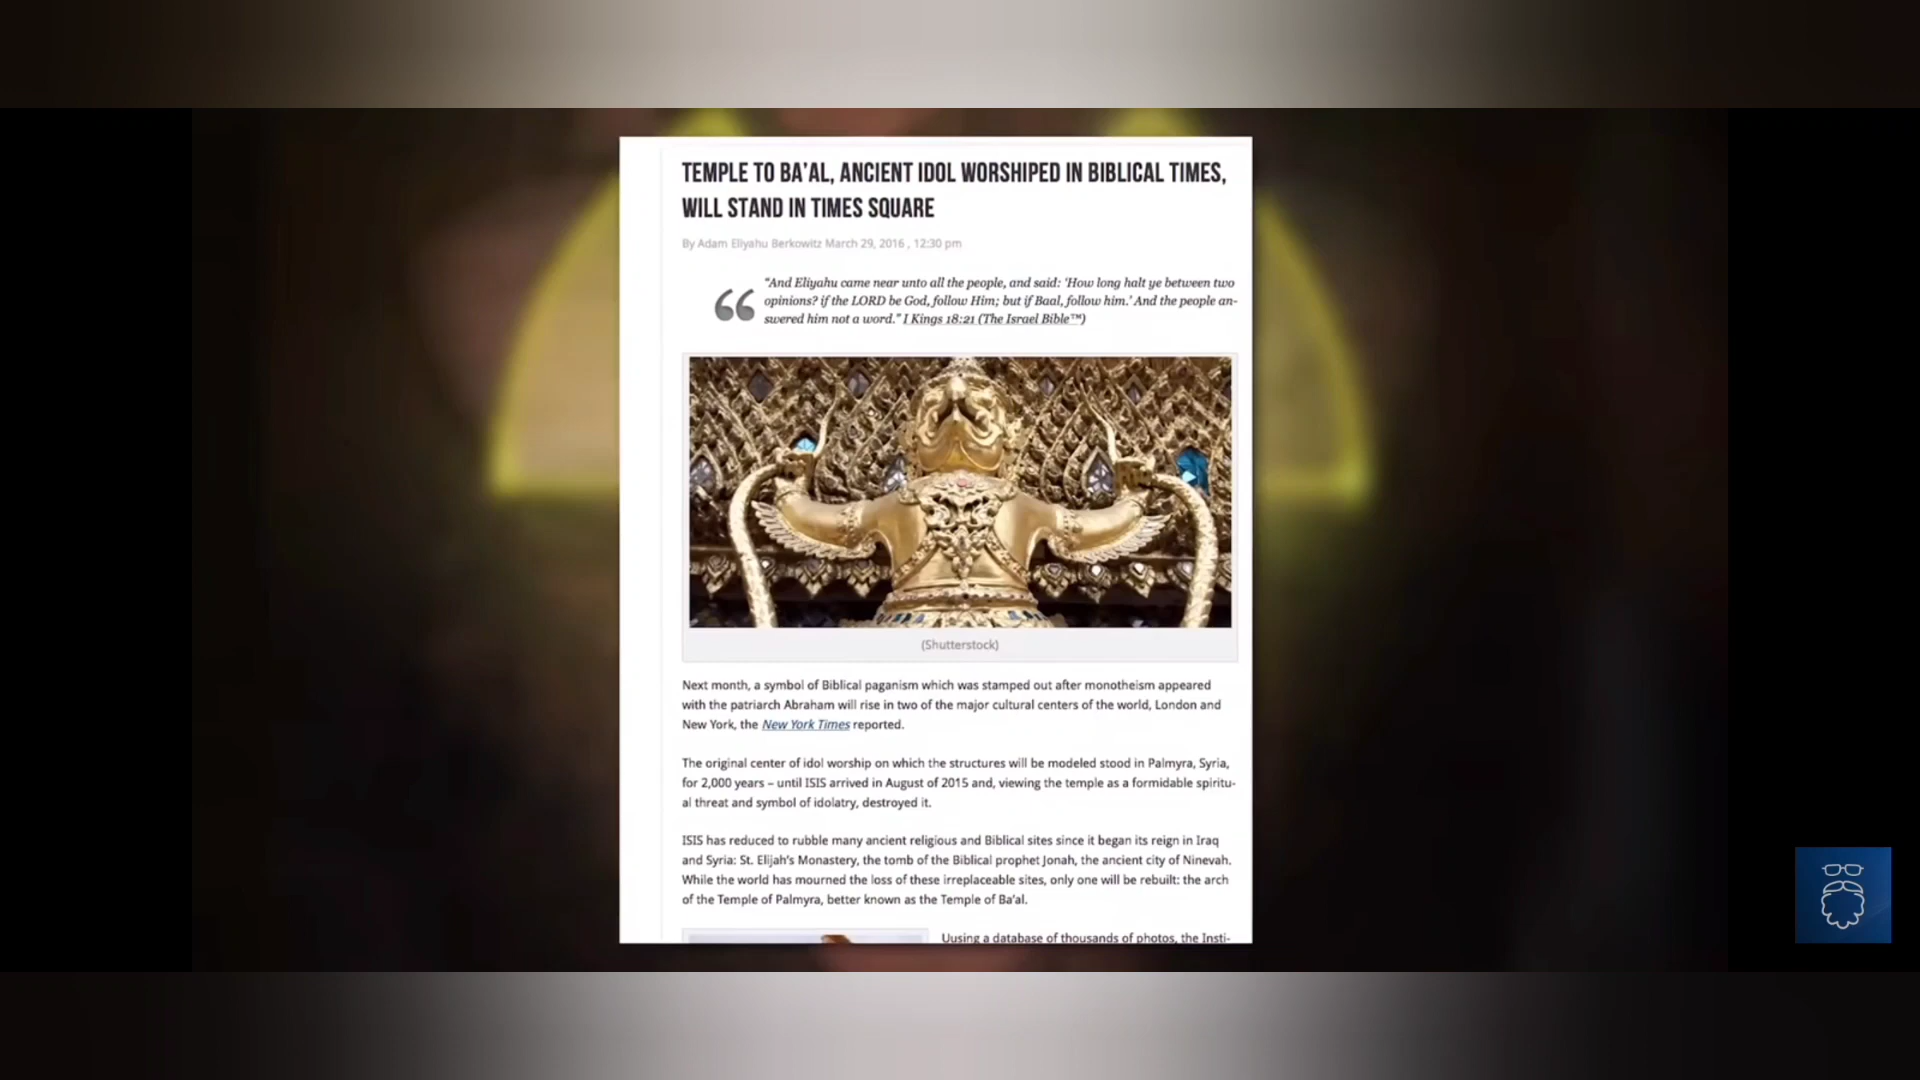 TEMPLE TO BA'AL, ANCIENT IDOL WORSHIPED IN BIBLICAL TIMES,
WILL STAND IN TIMES SQUARE
By Adam Eliyahu Berkowitz March 29, 2016 , 12:30 pm
“And Eliyahu came near unto all the people, and said: ‘How long halt ye between two
opinions? if the LORD be God, follow Him; but if Baal, follow him.’ And the people an-
swered him not a word.” I Kings 18:21 (The Israel Bible™)
(Shutterstock)
Next month, a symbol of Biblical paganism which was stamped out after monotheism appeared
with the patriarch Abraham will rise in two of the major cultural centers of the world, London and
New York, the New York Times reported.
The original center of idol worship on which the structures will be modeled stood in Palmyra, Syria,
for 2,000 years – until ISIS arrived in August of 2015 and, viewing the temple as a formidable spiritu-
al threat and symbol of idolatry, destroyed it.
ISIS has reduced to rubble many ancient religious and Biblical sites since it began its reign in Iraq
and Syria: St. Elijah's Monastery, the tomb of the Biblical prophet Jonah, the ancient city of Ninevah.
While the world has mourned the loss of these irreplaceable sites, only one will be rebuilt: the arch
of the Temple of Palmyra, better known as the Temple of Ba'al.
Uusing a database of thousands of photos, the Insti-